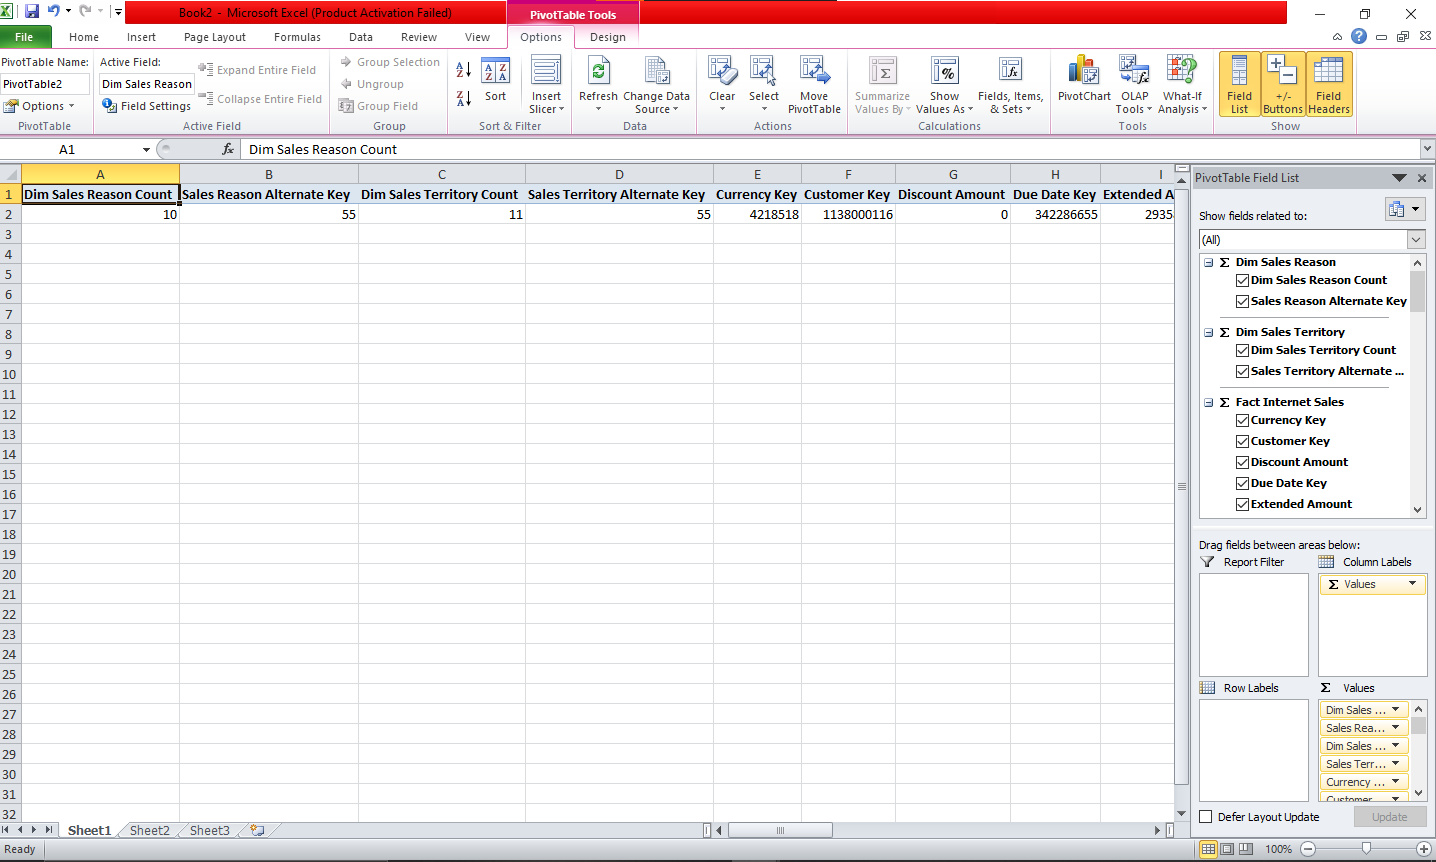 Book2 - Microsoft Excel (Product Activation Failed)
PivotTable Tools
File Home Insert Page Layout Formulas Data Review View Options Design
PivotTable Name:
PivotTable2
Options
PivotTable
Active Field:
Dim Sales Reason
Field Settings
Expand Entire Field
Collapse Entire Field
Active Field
Group Selection
Ungroup
Group Field
Group
Sort
Insert Slicer
Sort & Filter
Refresh
Change Data Source
Data
Clear
Select
Move PivotTable
Actions
Summarize Values By
Show Values As
Fields, Items, & Sets
Calculations
PivotChart
OLAP Tools
What-If Analysis
Tools
Field List
+/- Buttons
Field Headers
Show
A1
fx
Dim Sales Reason Count
A B C D E F G H I
1 Dim Sales Reason Count Sales Reason Alternate Key Dim Sales Territory Count Sales Territory Alternate Key Currency Key Customer Key Discount Amount Due Date Key Extended A
2 10 55 11 55 4218518 1138000116 0 342286655 2935
3
4
5
6
7
8
9
10
11
12
13
14
15
16
17
18
19
20
21
22
23
24
25
26
27
28
29
30
31
32
PivotTable Field List
Show fields related to:
(All)
Σ Dim Sales Reason
Dim Sales Reason Count
Sales Reason Alternate Key
Σ Dim Sales Territory
Dim Sales Territory Count
Sales Territory Alternate ...
Σ Fact Internet Sales
Currency Key
Customer Key
Discount Amount
Due Date Key
Extended Amount
Drag fields between areas below:
Report Filter
Column Labels
Σ Values
Row Labels
Σ Values
Dim Sales ...
Sales Rea...
Dim Sales ...
Sales Terr...
Currency ...
Customer
Defer Layout Update
Update
Sheet1 Sheet2 Sheet3
Ready
100%